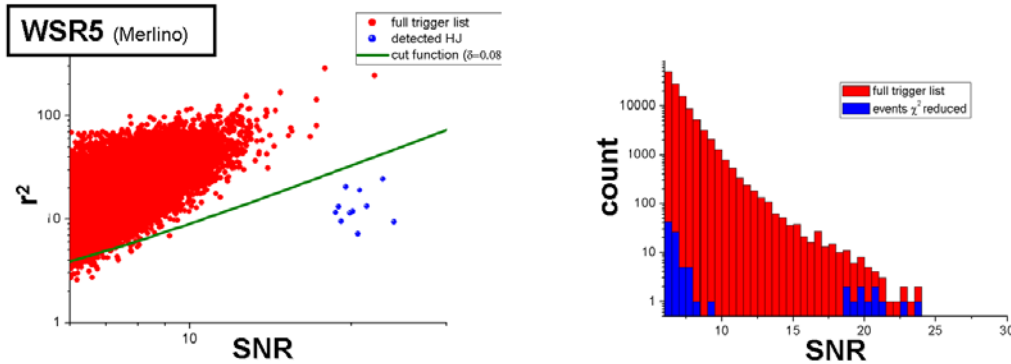 WSR5 (Merlino)
full trigger list
detected HJ
cut function (δ=0.08
100
10
1
r²
10
SNR
full trigger list
events χ² reduced
10000
1000
100
10
1
count
10
15
20
25
30
SNR